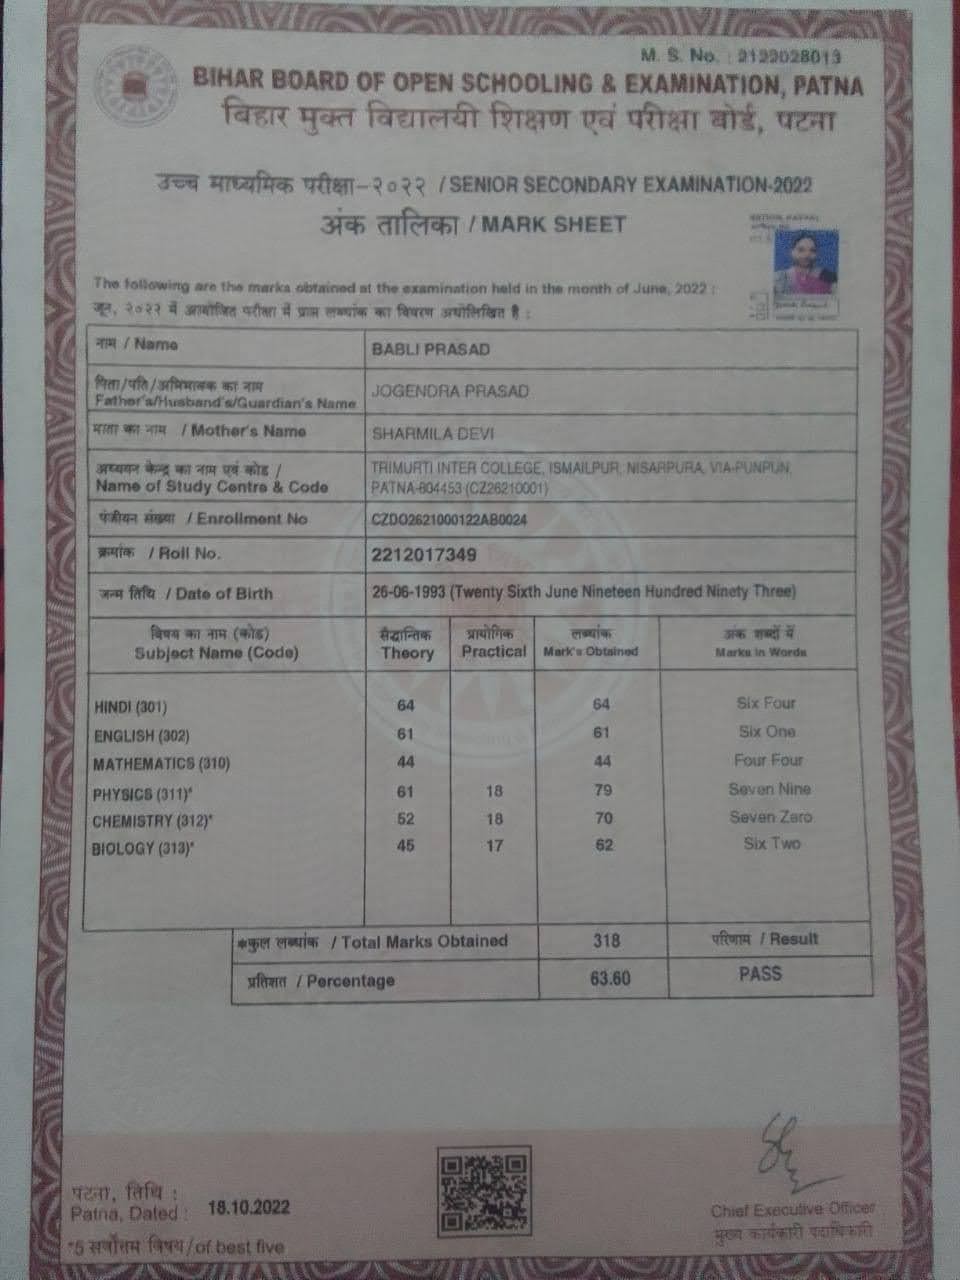 M. S. No. : 2122028013
BIHAR BOARD OF OPEN SCHOOLING & EXAMINATION, PATNA
बिहार मुक्त विद्यालयी शिक्षण एवं परीक्षा बोर्ड, पटना
उच्च माध्यमिक परीक्षा-२०२२ / SENIOR SECONDARY EXAMINATION-2022
अंक तालिका / MARK SHEET
The following are the marks obtained at the examination held in the month of June, 2022 :
जून, २०२२ में आयोजित परीक्षा में प्राप्त लब्धांक का विवरण अधोलिखित है :
नाम / Name BABLI PRASAD
पिता/पति/अभिभावक का नाम
Father's/Husband's/Guardian's Name JOGENDRA PRASAD
माता का नाम / Mother's Name SHARMILA DEVI
अध्ययन केन्द्र का नाम एवं कोड / TRIMURTI INTER COLLEGE, ISMAILPUR, NISARPURA, VIA-PUNPUN,
Name of Study Centre & Code PATNA-804453 (CZ26210001)
पंजीयन संख्या / Enrollment No CZDO2621000122AB0024
क्रमांक / Roll No. 2212017349
जन्म तिथि / Date of Birth 26-06-1993 (Twenty Sixth June Nineteen Hundred Ninety Three)
विषय का नाम (कोड) सैद्धान्तिक प्रायोगिक लब्धांक अंक शब्दों में
Subject Name (Code) Theory Practical Mark's Obtained Marks in Words
HINDI (301) 64 64 Six Four
ENGLISH (302) 61 61 Six One
MATHEMATICS (310) 44 44 Four Four
PHYSICS (311)* 61 18 79 Seven Nine
CHEMISTRY (312)* 52 18 70 Seven Zero
BIOLOGY (313)* 45 17 62 Six Two
*कुल लब्धांक / Total Marks Obtained 318 परिणाम / Result
प्रतिशत / Percentage 63.60 PASS
पटना, तिथि :
Patna, Dated : 18.10.2022
Chief Executive Officer
मुख्य कार्यकारी पदाधिकारी
*5 सर्वोत्तम विषय/of best five